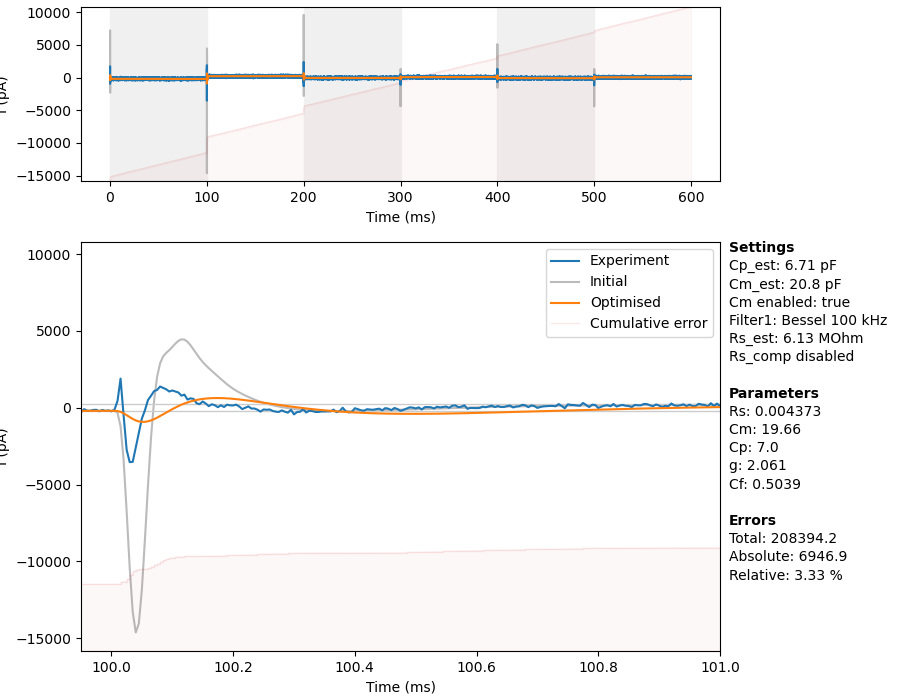 10000
5000
0
−5000
−10000
−15000
I (pA)
0 100 200 300 400 500 600
Time (ms)
10000
5000
0
−5000
−10000
−15000
I (pA)
100.0 100.2 100.4 100.6 100.8 101.0
Time (ms)
Experiment
Initial
Optimised
Cumulative error
Settings
Cp_est: 6.71 pF
Cm_est: 20.8 pF
Cm enabled: true
Filter1: Bessel 100 kHz
Rs_est: 6.13 MOhm
Rs_comp disabled
Parameters
Rs: 0.004373
Cm: 19.66
Cp: 7.0
g: 2.061
Cf: 0.5039
Errors
Total: 208394.2
Absolute: 6946.9
Relative: 3.33 %